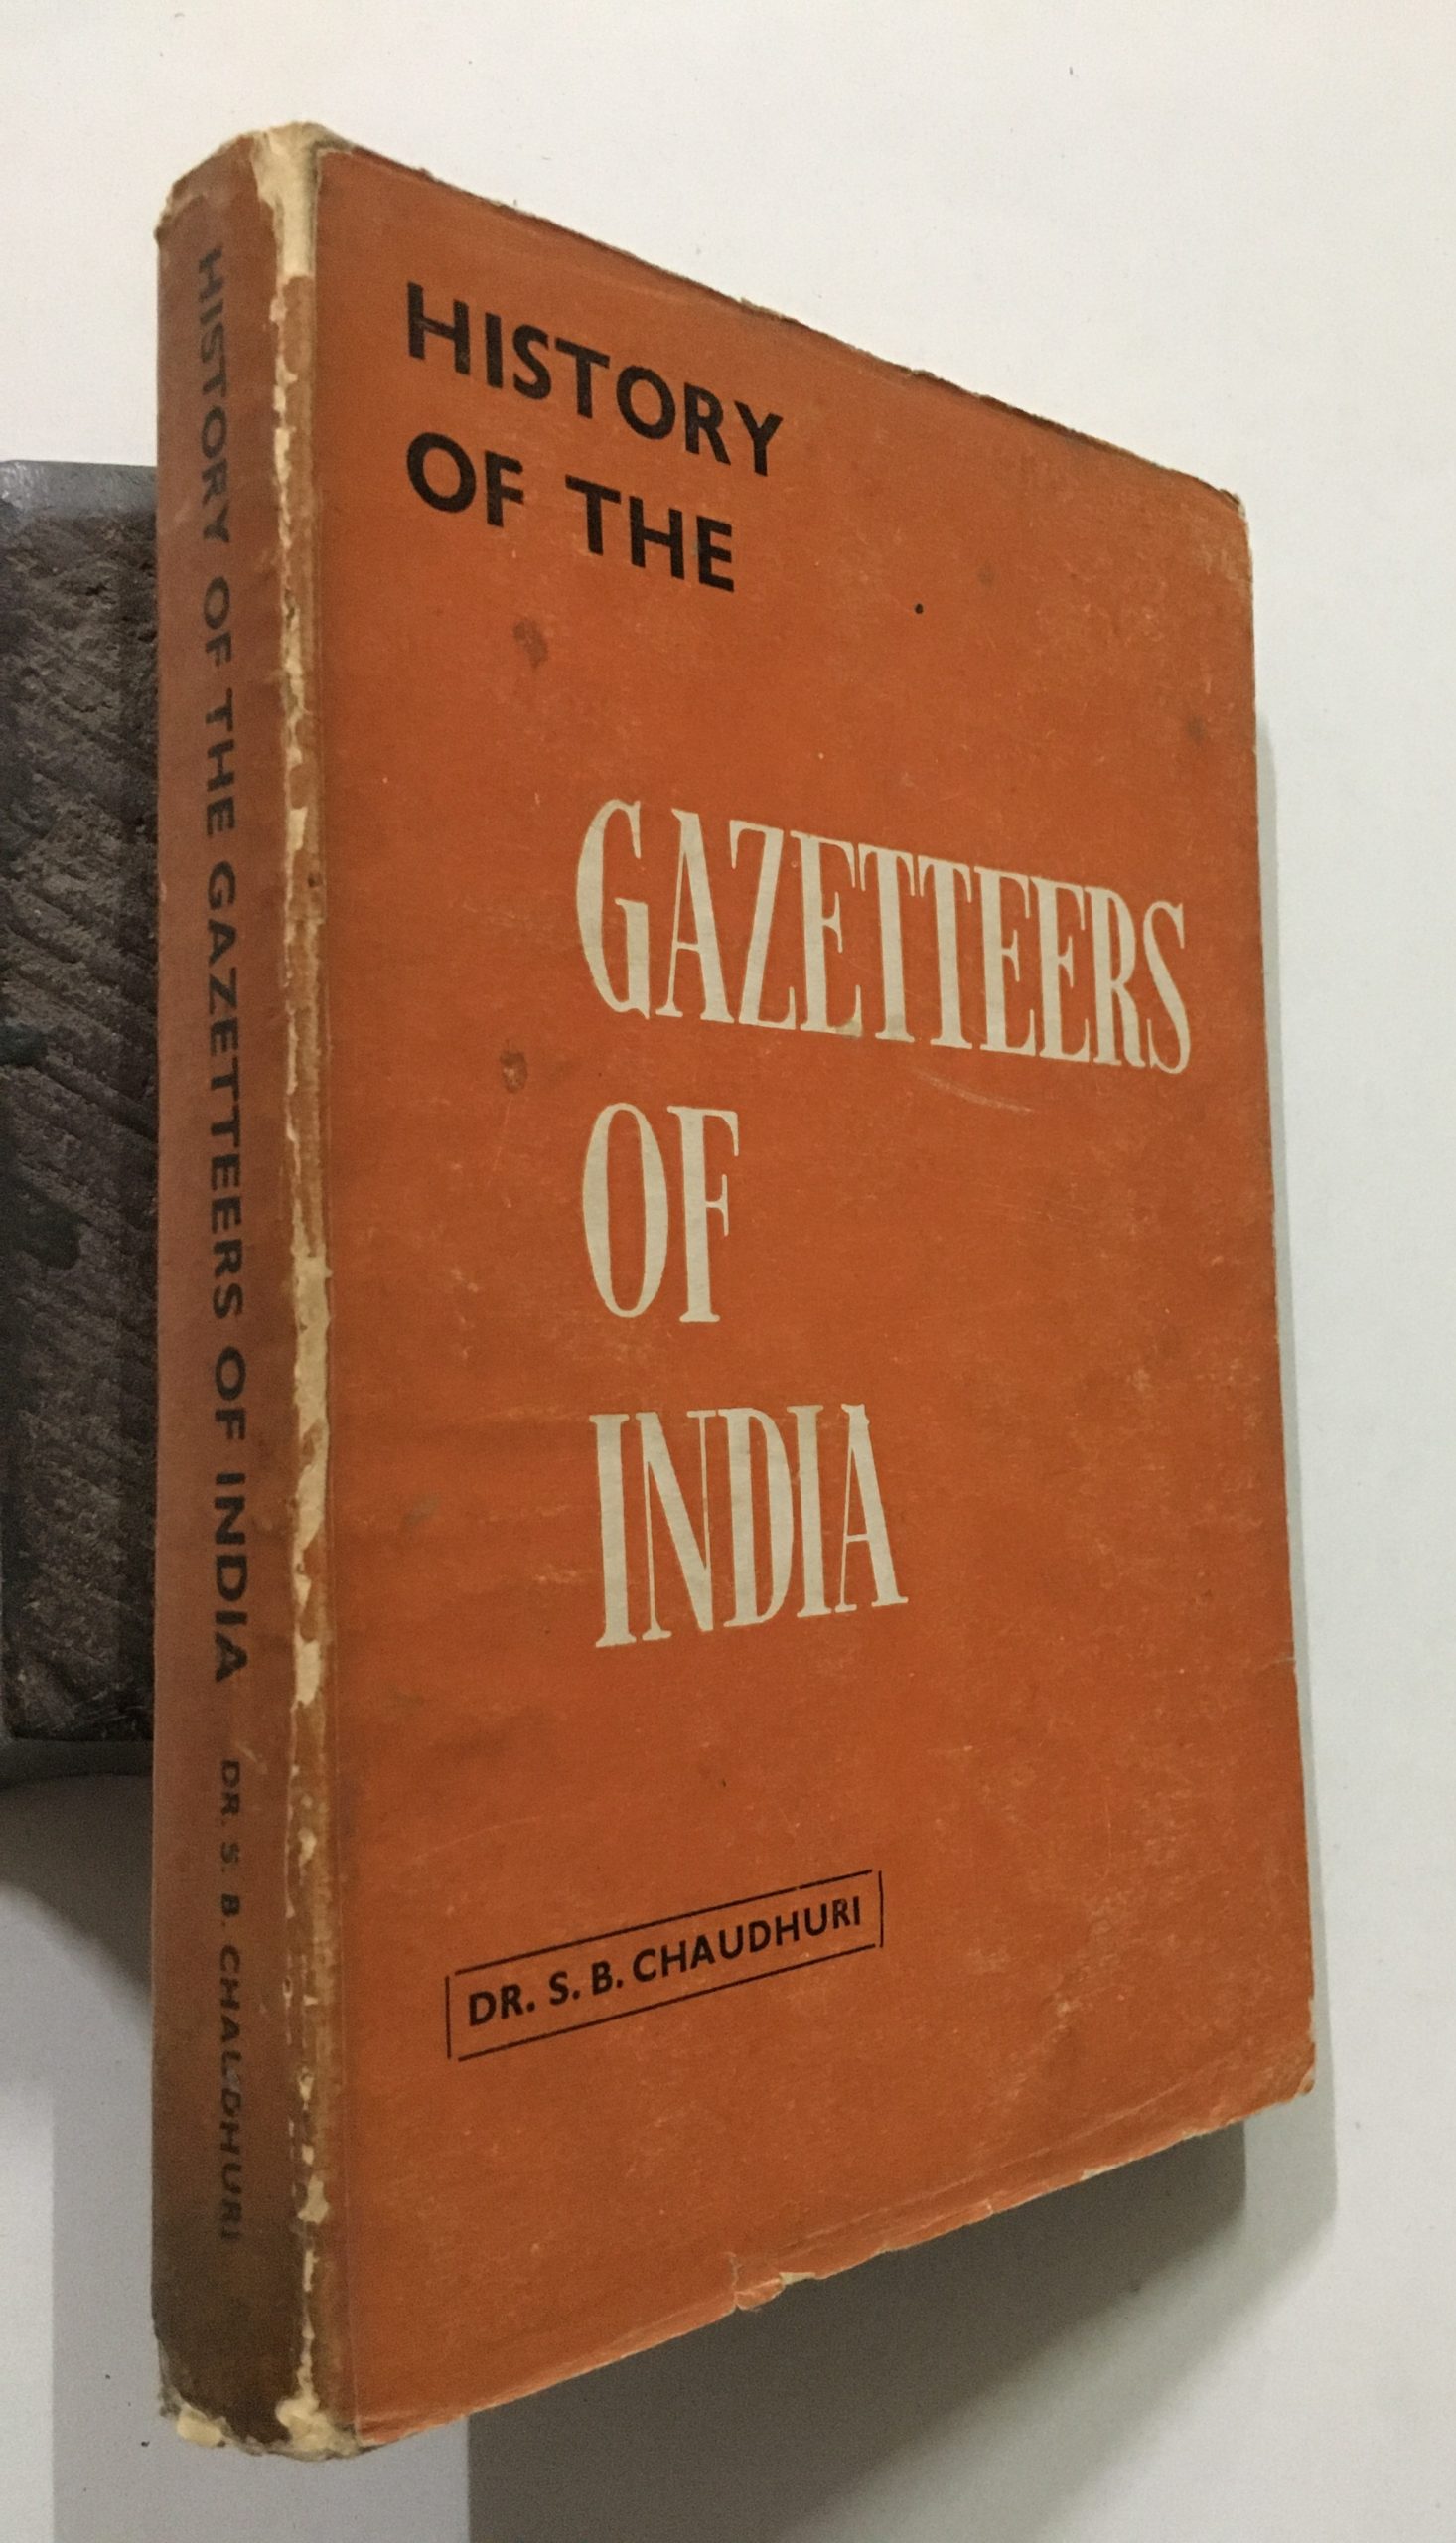 HISTORY
OF THE
GAZETTEERS
OF
INDIA
DR. S. B. CHAUDHURI
HISTORY OF THE GAZETTEERS OF INDIA DR. S. B. CHAUDHURI